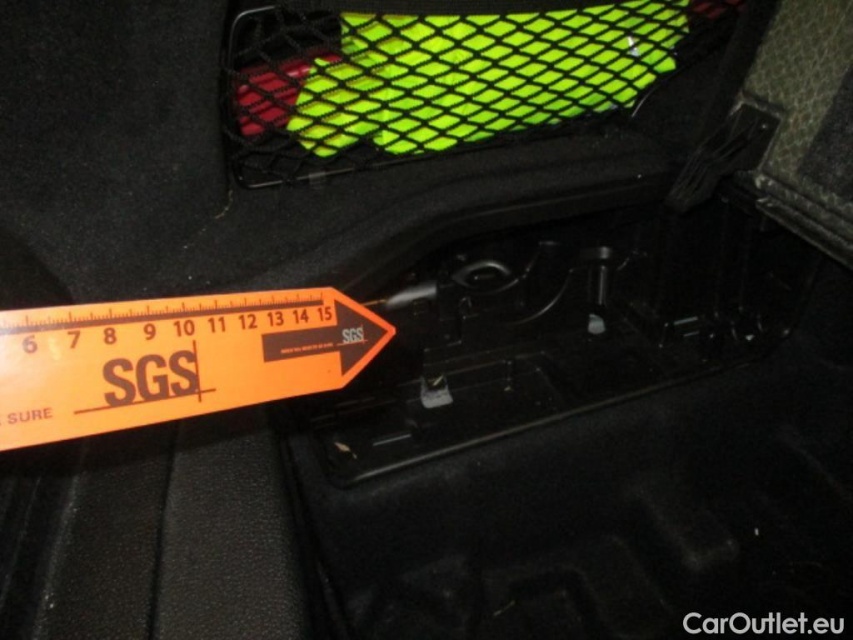 6 7 8 9 10 11 12 13 14 15
SGS
SGS
SURE
CarOutlet.eu